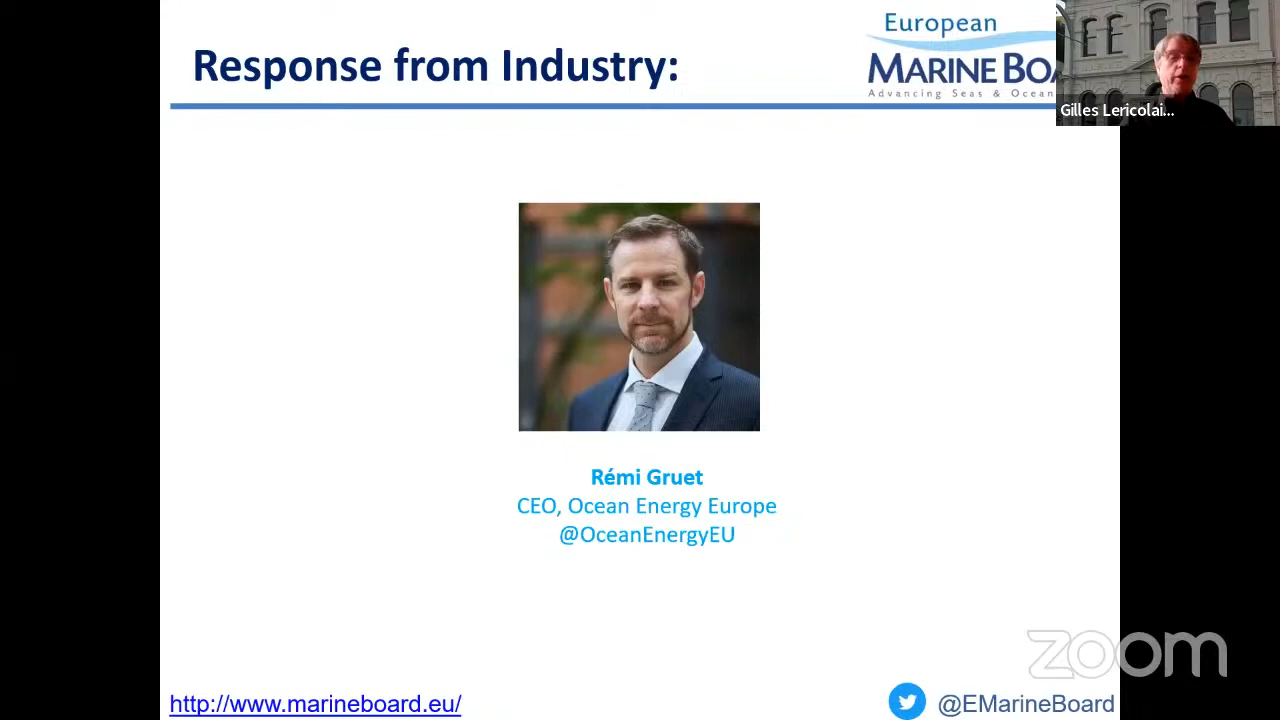 Response from Industry:
European
MARINE BOA
Advancing Seas & Ocean
Gilles Lericolai...
Rémi Gruet
CEO, Ocean Energy Europe
@OceanEnergyEU
zoom
http://www.marineboard.eu/
@EMarineBoard